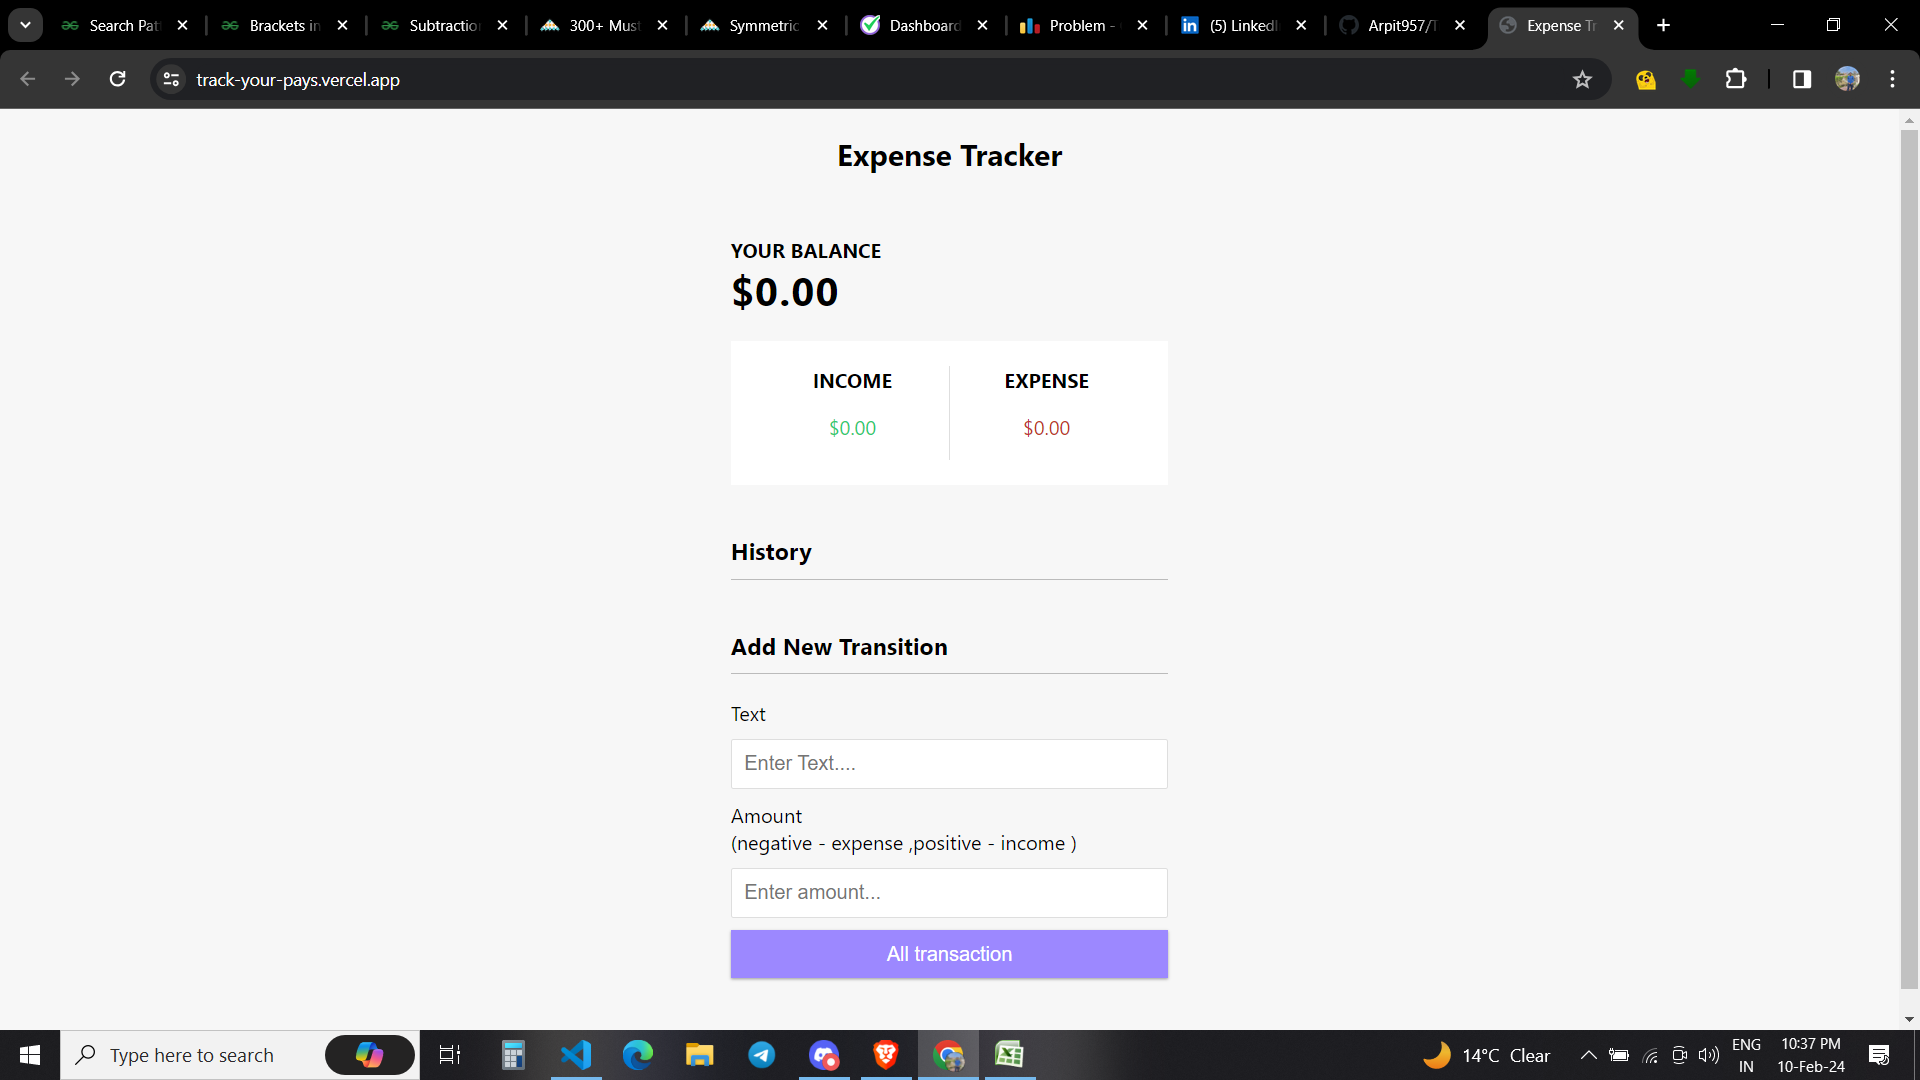 Search Pat
Brackets in
Subtraction
300+ Must
Symmetric
Dashboard
Problem -
(5) LinkedI
Arpit957/T
Expense Tr
track-your-pays.vercel.app
Expense Tracker
YOUR BALANCE
$0.00
INCOME
EXPENSE
$0.00
$0.00
History
Add New Transition
Text
Enter Text....
Amount
(negative - expense ,positive - income )
Enter amount...
All transaction
Type here to search
14°C Clear
ENG
IN
10:37 PM
10-Feb-24